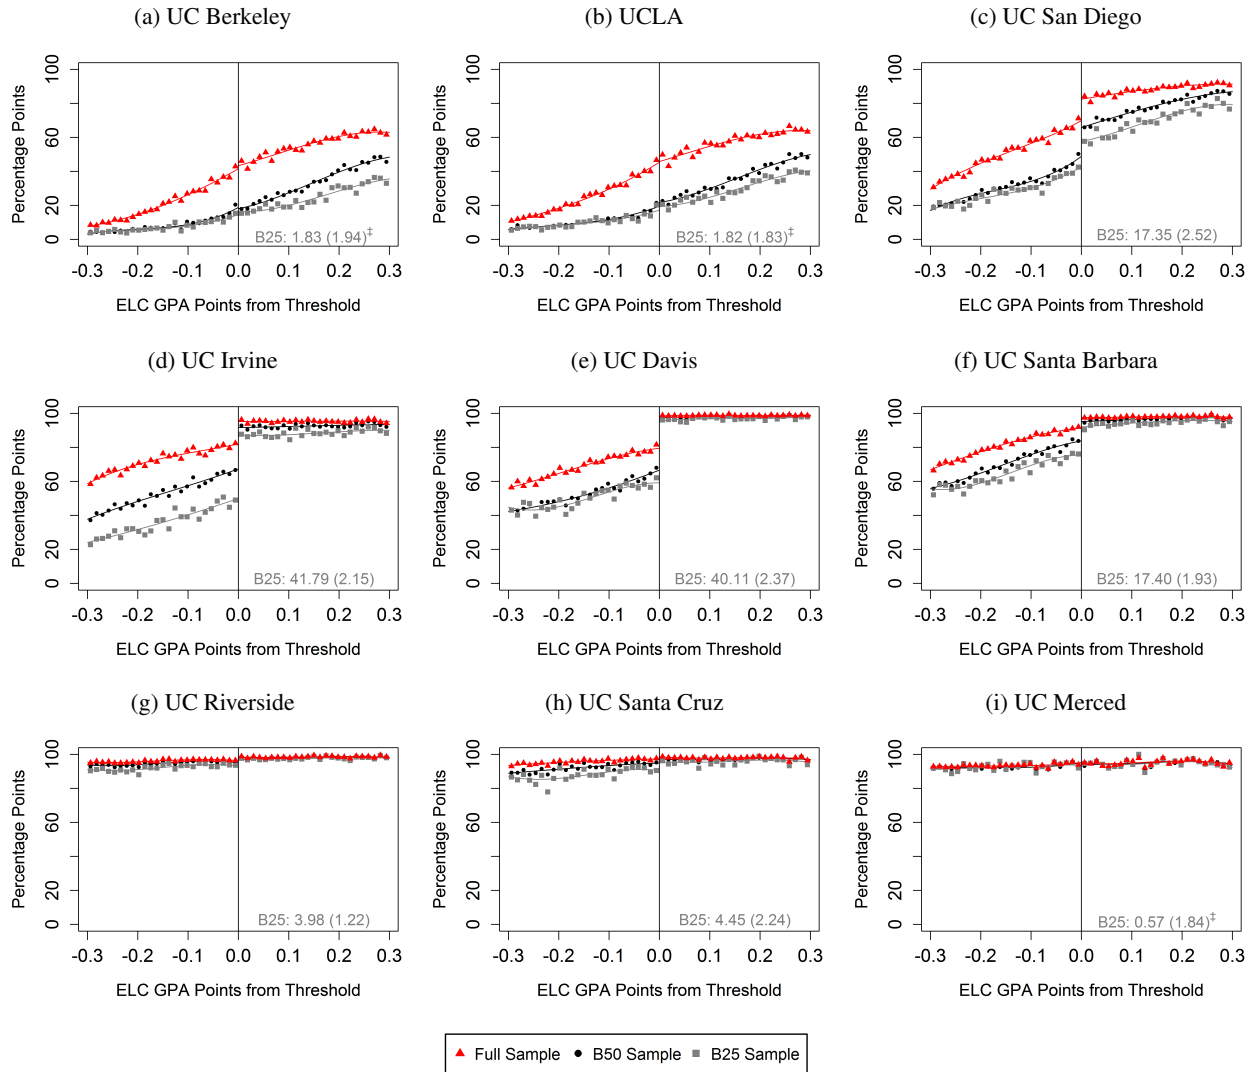 (a) UC Berkeley
(b) UCLA
(c) UC San Diego
Percentage Points
100
60
20
0
B25: 1.83 (1.94)‡
-0.3 -0.2 -0.1 0.0 0.1 0.2 0.3
ELC GPA Points from Threshold
Percentage Points
100
60
20
0
B25: 1.82 (1.83)‡
-0.3 -0.2 -0.1 0.0 0.1 0.2 0.3
ELC GPA Points from Threshold
Percentage Points
100
60
20
0
B25: 17.35 (2.52)
-0.3 -0.2 -0.1 0.0 0.1 0.2 0.3
ELC GPA Points from Threshold
(d) UC Irvine
(e) UC Davis
(f) UC Santa Barbara
Percentage Points
100
60
20
0
B25: 41.79 (2.15)
-0.3 -0.2 -0.1 0.0 0.1 0.2 0.3
ELC GPA Points from Threshold
Percentage Points
100
60
20
0
B25: 40.11 (2.37)
-0.3 -0.2 -0.1 0.0 0.1 0.2 0.3
ELC GPA Points from Threshold
Percentage Points
100
60
20
0
B25: 17.40 (1.93)
-0.3 -0.2 -0.1 0.0 0.1 0.2 0.3
ELC GPA Points from Threshold
(g) UC Riverside
(h) UC Santa Cruz
(i) UC Merced
Percentage Points
100
60
20
0
B25: 3.98 (1.22)
-0.3 -0.2 -0.1 0.0 0.1 0.2 0.3
ELC GPA Points from Threshold
Percentage Points
100
60
20
0
B25: 4.45 (2.24)
-0.3 -0.2 -0.1 0.0 0.1 0.2 0.3
ELC GPA Points from Threshold
Percentage Points
100
60
20
0
B25: 0.57 (1.84)‡
-0.3 -0.2 -0.1 0.0 0.1 0.2 0.3
ELC GPA Points from Threshold
Full Sample B50 Sample B25 Sample